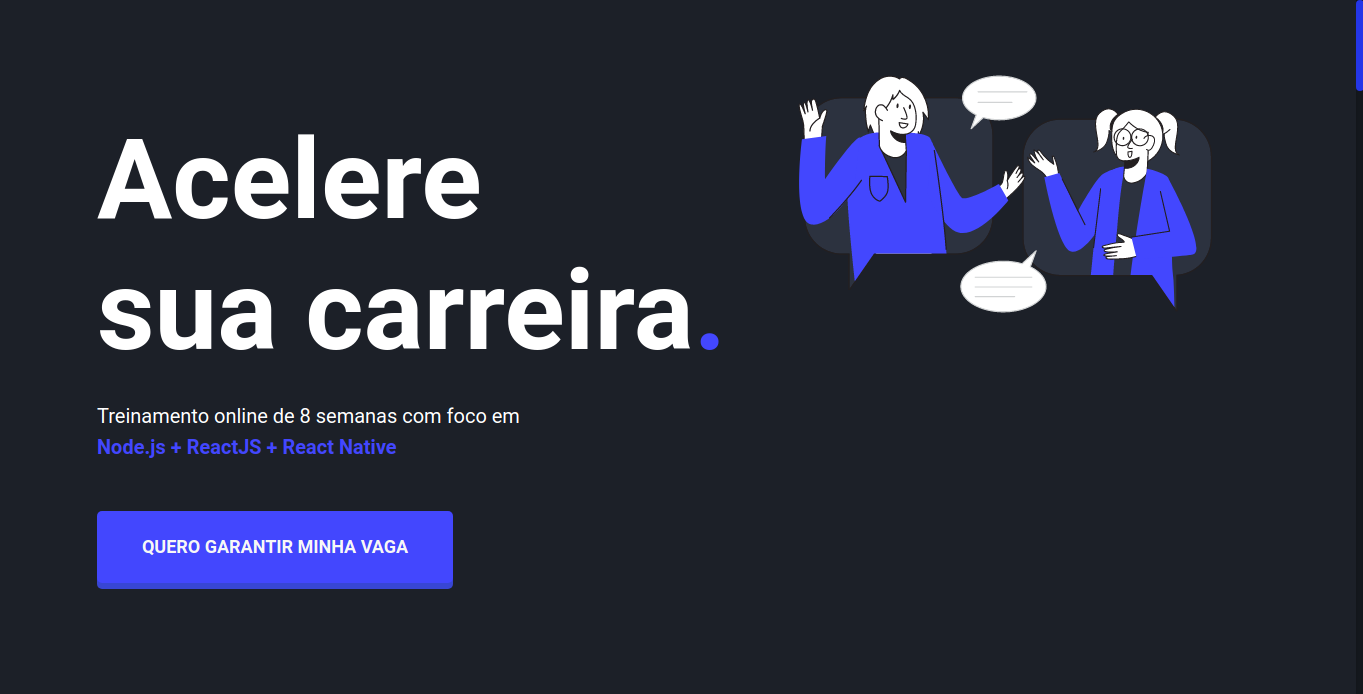 Acelere
sua carreira.
Treinamento online de 8 semanas com foco em
Node.js + ReactJS + React Native
QUERO GARANTIR MINHA VAGA